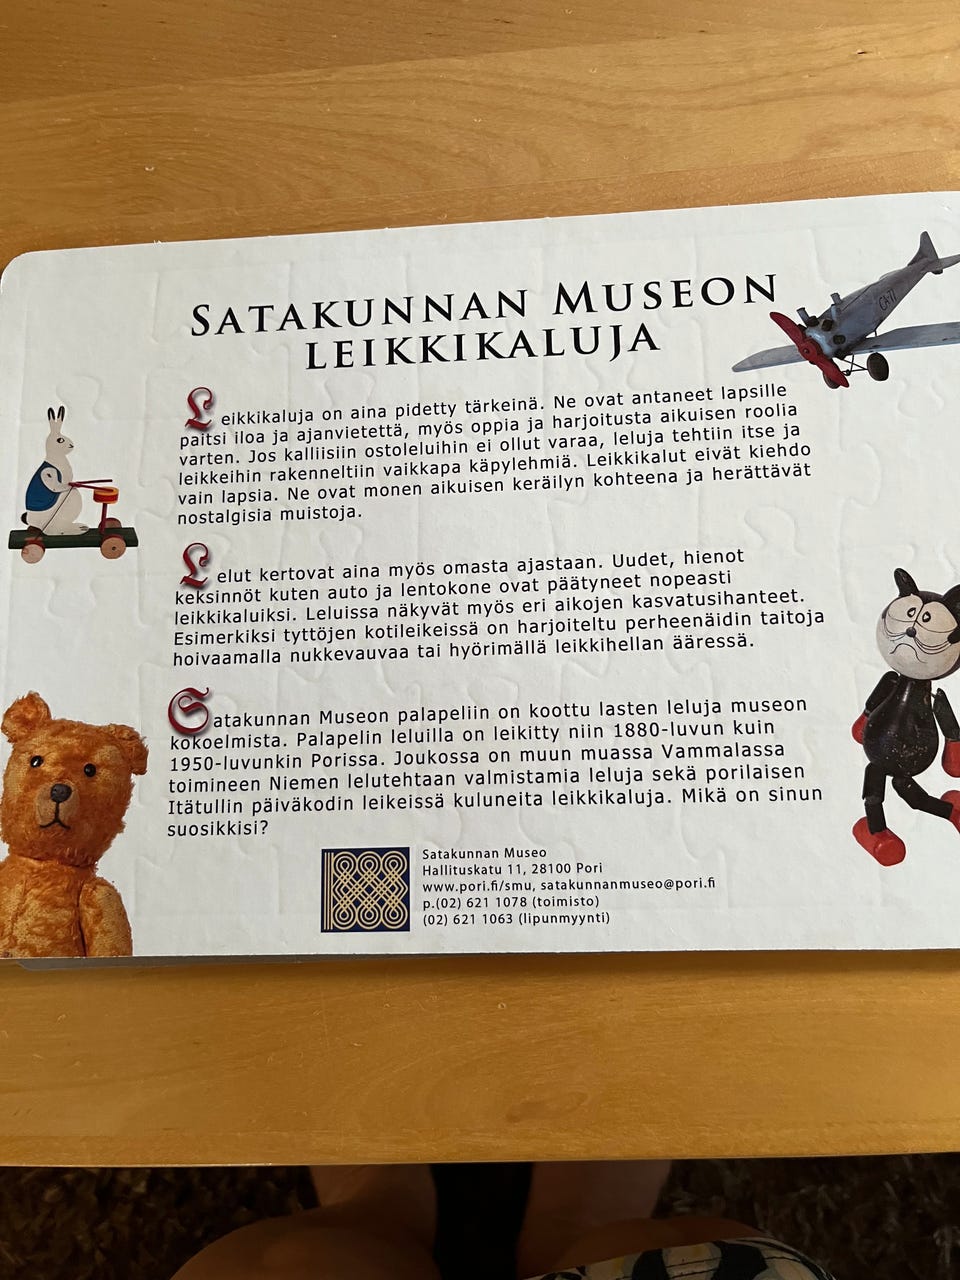 SATAKUNNAN MUSEON
LEIKKIKALUJA
CA-77
Leikkikaluja on aina pidetty tärkeinä. Ne ovat antaneet lapsille
paitsi iloa ja ajanvietettä, myös oppia ja harjoitusta aikuisen roolia
varten. Jos kalliisiin ostoleluihin ei ollut varaa, leluja tehtiin itse ja
leikkeihin rakenneltiin vaikkapa käpylehmiä. Leikkikalut eivät kiehdo
vain lapsia. Ne ovat monen aikuisen keräilyn kohteena ja herättävät
nostalgisia muistoja.
Lelut kertovat aina myös omasta ajastaan. Uudet, hienot
keksinnöt kuten auto ja lentokone ovat päätyneet nopeasti
leikkikaluiksi. Leluissa näkyvät myös eri aikojen kasvatusihanteet.
Esimerkiksi tyttöjen kotileikeissä on harjoiteltu perheenäidin taitoja
hoivaamalla nukkevauvaa tai hyörimällä leikkihellan ääressä.
Satakunnan Museon palapeliin on koottu lasten leluja museon
kokoelmista. Palapelin leluilla on leikitty niin 1880-luvun kuin
1950-luvunkin Porissa. Joukossa on muun muassa Vammalassa
toimineen Niemen lelutehtaan valmistamia leluja sekä porilaisen
Itätullin päiväkodin leikeissä kuluneita leikkikaluja. Mikä on sinun
suosikkisi?
Satakunnan Museo
Hallituskatu 11, 28100 Pori
www.pori.fi/smu, satakunnanmuseo@pori.fi
p.(02) 621 1078 (toimisto)
(02) 621 1063 (lipunmyynti)